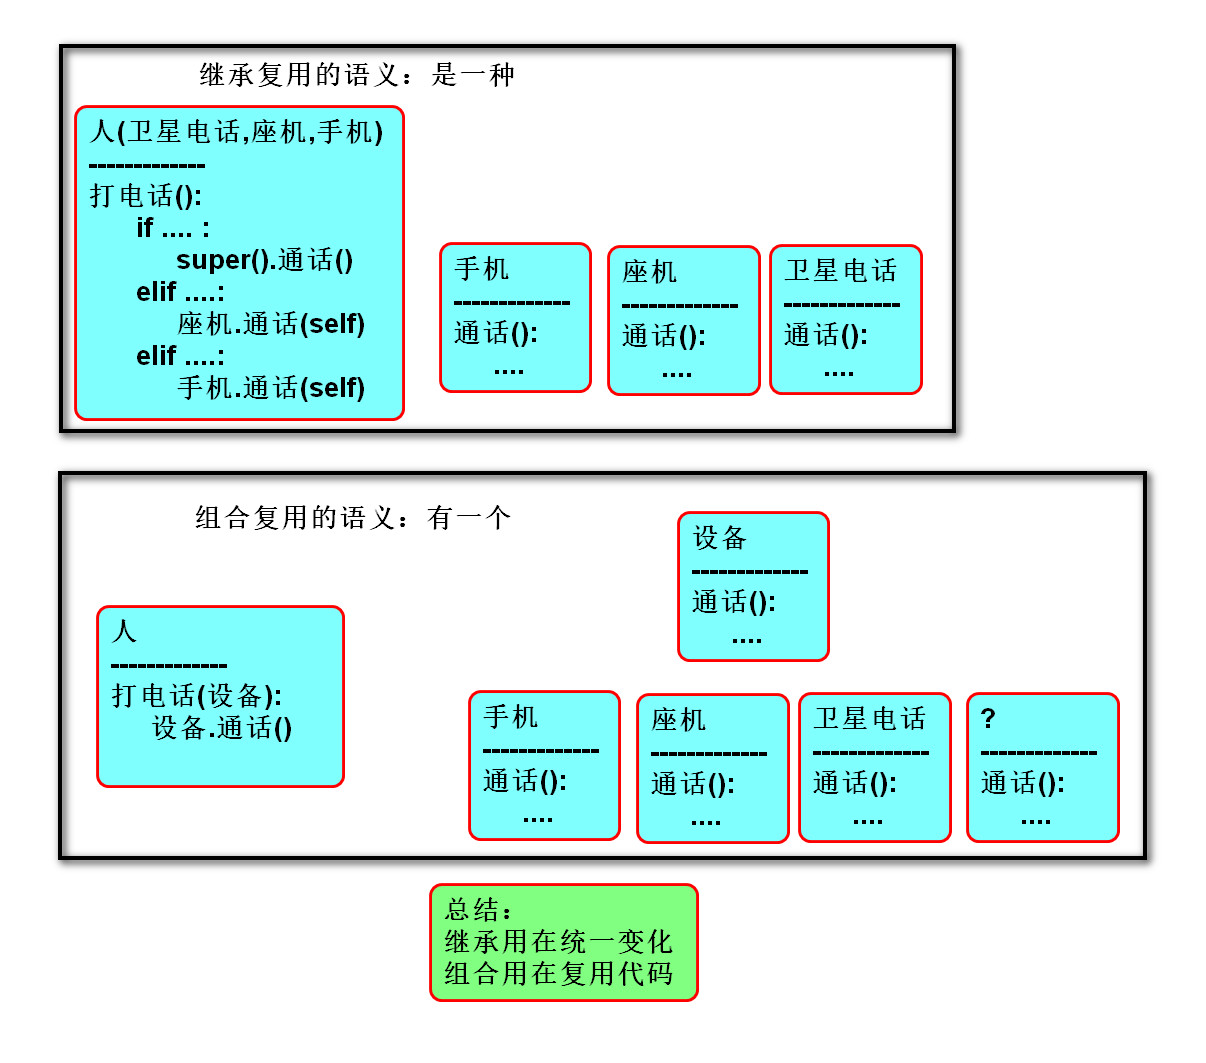 继承复用的语义：是一种
人(卫星电话,座机,手机)
-------------
打电话():
if .... :
super().通话()
elif ....:
座机.通话(self)
elif ....:
手机.通话(self)
手机
-------------
通话():
....
座机
-------------
通话():
....
卫星电话
-------------
通话():
....
组合复用的语义：有一个
设备
-------------
通话():
....
人
-------------
打电话(设备):
设备.通话()
手机
-------------
通话():
....
座机
-------------
通话():
....
卫星电话
-------------
通话():
....
?
-------------
通话():
....
总结：
继承用在统一变化
组合用在复用代码